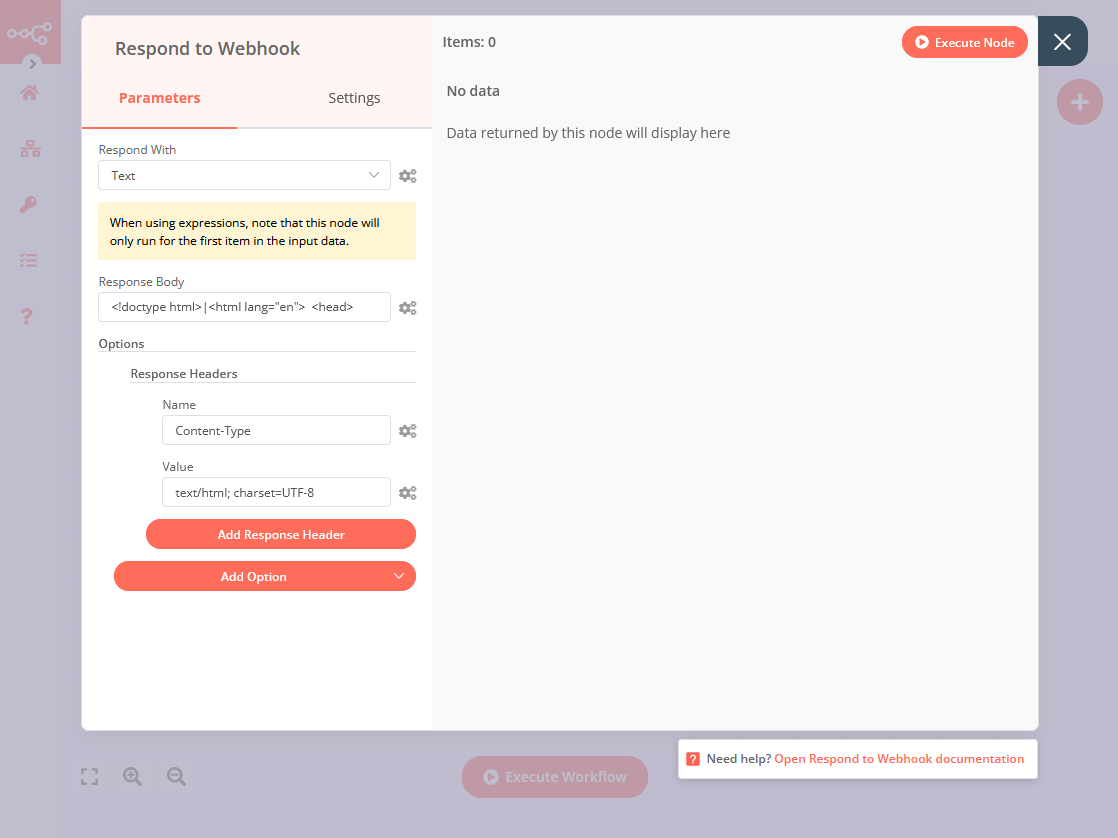 Respond to Webhook
Parameters
Settings
Respond With
Text
When using expressions, note that this node will
only run for the first item in the input data.
Response Body
<!doctype html>|<html lang="en">  <head>
Options
Response Headers
Name
Content-Type
Value
text/html; charset=UTF-8
Add Response Header
Add Option
Items: 0
Execute Node
No data
Data returned by this node will display here
Execute Workflow
Need help? Open Respond to Webhook documentation